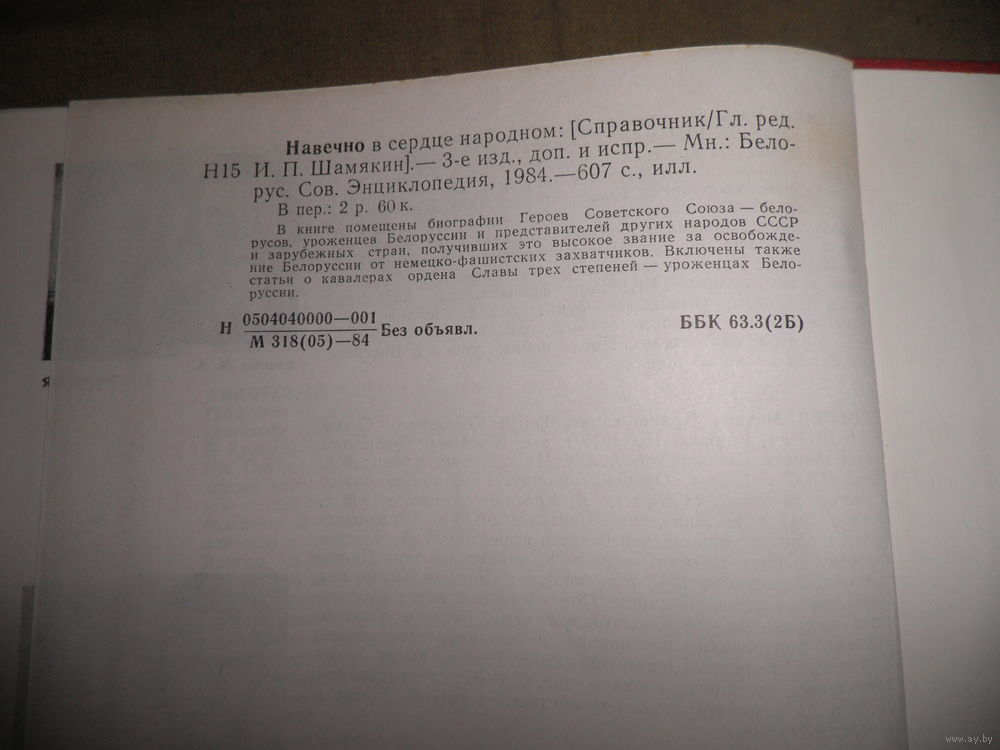 Навечно в сердце народном: [Справочник/Гл. ред.
Н15 И. П. Шамякин].— 3-е изд., доп. и испр.— Мн.: Бело-
рус. Сов. Энциклопедия, 1984.—607 с., илл.
В пер.: 2 р. 60 к.
В книге помещены биографии Героев Советского Союза — бело-
русов, уроженцев Белоруссии и представителей других народов СССР
и зарубежных стран, получивших это высокое звание за освобожде-
ние Белоруссии от немецко-фашистских захватчиков. Включены также
статьи о кавалерах ордена Славы трех степеней — уроженцах Бело-
руссии.
Н 0504040000—001
М 318(05)—84 Без объявл.
ББК 63.3(2Б)
www.ay.by